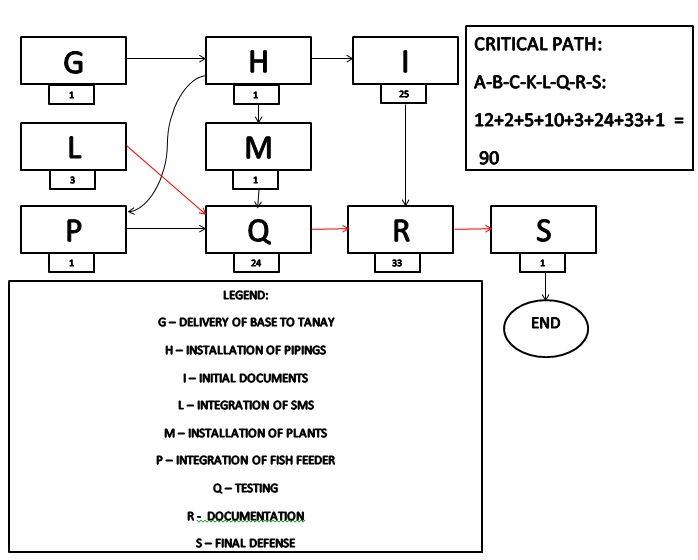 G
1
H
1
I
25
CRITICAL PATH:
A-B-C-K-L-Q-R-S:
12+2+5+10+3+24+33+1 =
90
L
3
M
1
P
1
Q
24
R
33
S
1
END
LEGEND:
G – DELIVERY OF BASE TO TANAY
H – INSTALLATION OF PIPINGS
I – INITIAL DOCUMENTS
L – INTEGRATION OF SMS
M – INSTALLATION OF PLANTS
P – INTEGRATION OF FISH FEEDER
Q – TESTING
R - DOCUMENTATION
S – FINAL DEFENSE